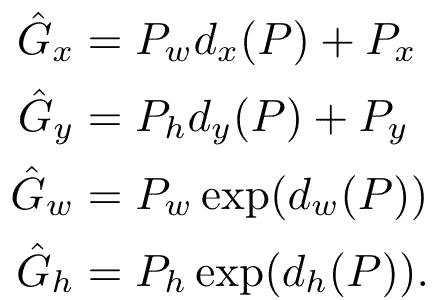 Ĝ_x = P_w d_x(P) + P_x
Ĝ_y = P_h d_y(P) + P_y
Ĝ_w = P_w exp(d_w(P))
Ĝ_h = P_h exp(d_h(P)).